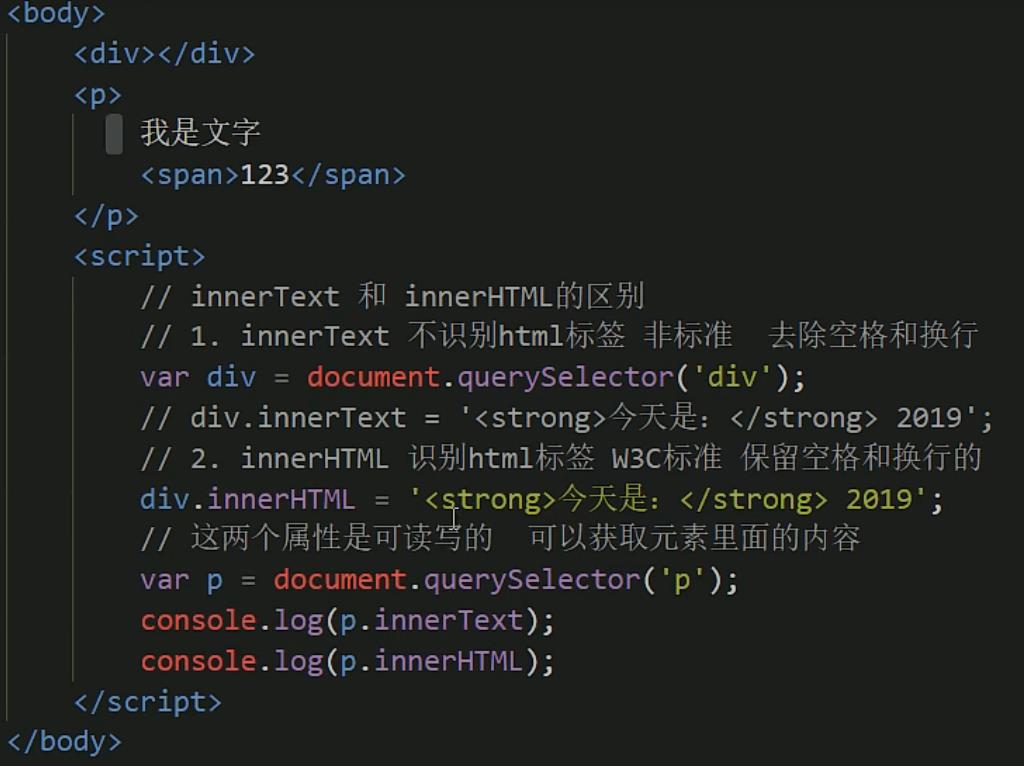 <body>
<div></div>
<p>
我是文字
<span>123</span>
</p>
<script>
// innerText 和 innerHTML的区别
// 1. innerText 不识别html标签 非标准  去除空格和换行
var div = document.querySelector('div');
// div.innerText = '<strong>今天是：</strong> 2019';
// 2. innerHTML 识别html标签 W3C标准 保留空格和换行的
div.innerHTML = '<strong>今天是：</strong> 2019';
// 这两个属性是可读写的  可以获取元素里面的内容
var p = document.querySelector('p');
console.log(p.innerText);
console.log(p.innerHTML);
</script>
</body>